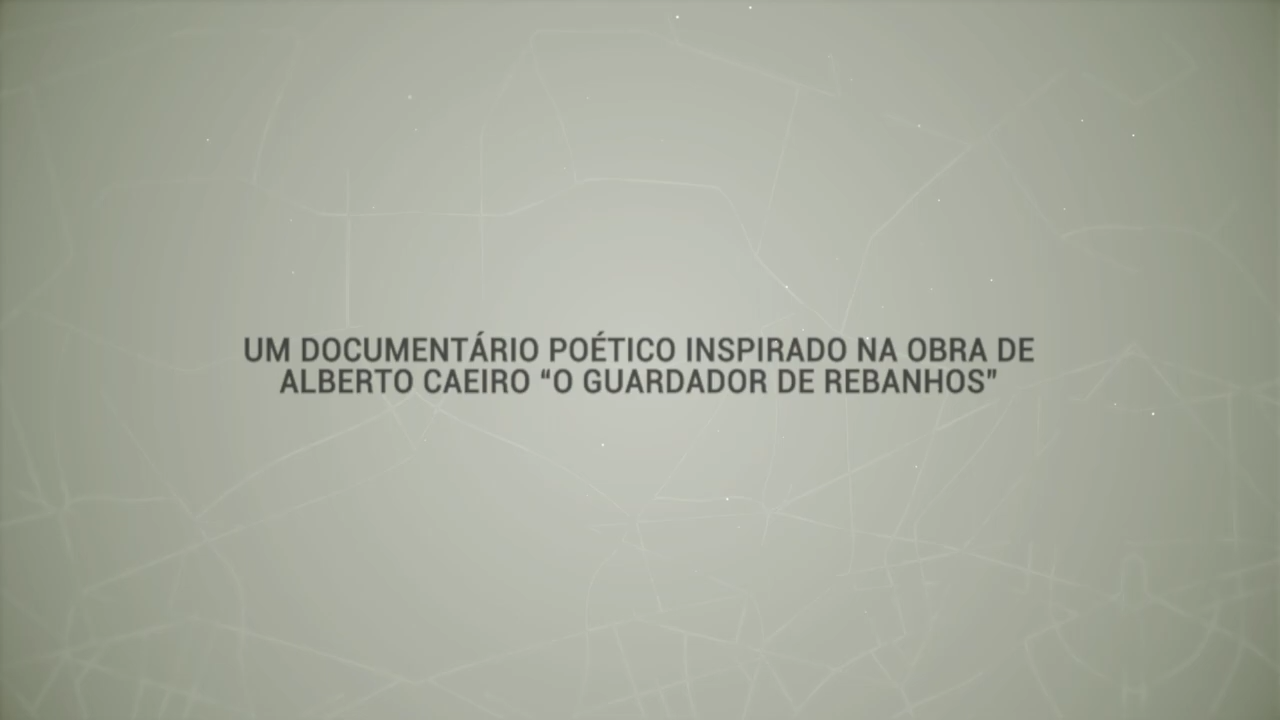 UM DOCUMENTÁRIO POÉTICO INSPIRADO NA OBRA DE
ALBERTO CAEIRO “O GUARDADOR DE REBANHOS”